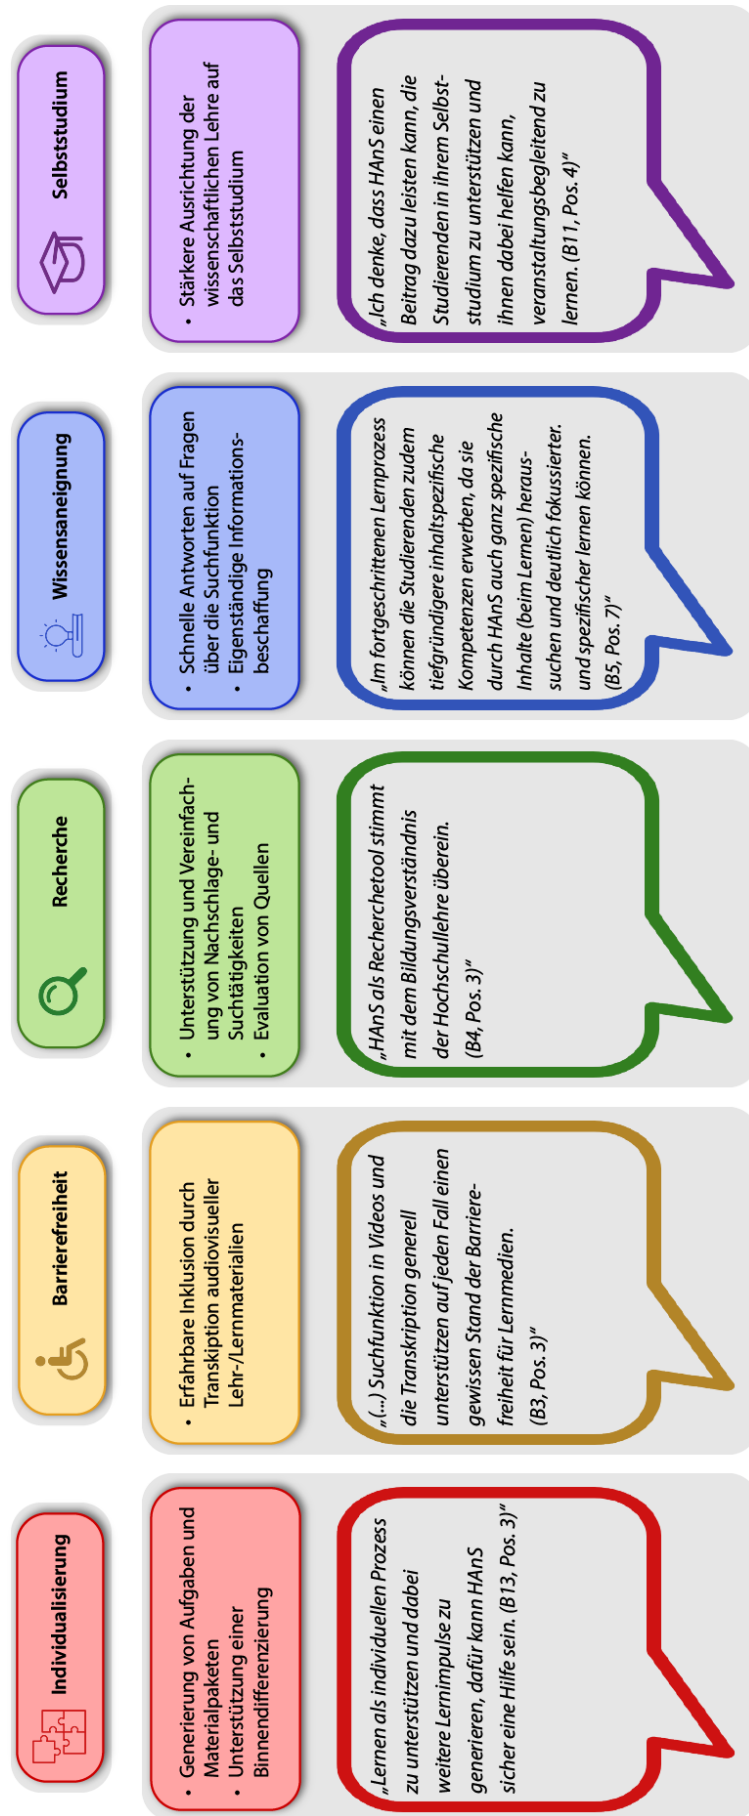 Individualisierung
• Generierung von Aufgaben und
Materialpaketen
• Unterstützung einer
Binnendifferenzierung
„Lernen als individuellen Prozess
zu unterstützen und dabei
weitere Lernimpulse zu
generieren, dafür kann HAnS
sicher eine Hilfe sein. (B13, Pos. 3)“
Barrierefreiheit
• Erfahrbare Inklusion durch
Transkiption audiovisueller
Lehr-/Lernmaterialien
„(...) Suchfunktion in Videos und
die Transkription generell
unterstützen auf jeden Fall einen
gewissen Stand der Barriere-
freiheit für Lernmedien.
(B3, Pos. 3)“
Recherche
• Unterstützung und Vereinfach-
ung von Nachschlage- und
Suchtätigkeiten
• Evaluation von Quellen
„HAnS als Recherchetool stimmt
mit dem Bildungsverständnis
der Hochschullehre überein.
(B4, Pos. 3)“
Wissensaneignung
• Schnelle Antworten auf Fragen
über die Suchfunktion
• Eigenständige Informations-
beschaffung
„Im fortgeschrittenen Lernprozess
können die Studierenden zudem
tiefgründigere inhaltspezifische
Kompetenzen erwerben, da sie
durch HAnS auch ganz spezifische
Inhalte (beim Lernen) heraus-
suchen und deutlich fokussierter.
und spezifischer lernen können.
(B5, Pos. 7)“
Selbststudium
• Stärkere Ausrichtung der
wissenschaftlichen Lehre auf
das Selbststudium
„Ich denke, dass HAnS einen
Beitrag dazu leisten kann, die
Studierenden in ihrem Selbst-
studium zu unterstützen und
ihnen dabei helfen kann,
veranstaltungsbegleitend zu
lernen. (B11, Pos. 4)“